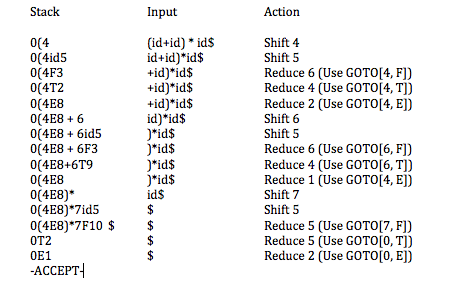 Stack Input Action
0(4 (id+id) * id$ Shift 4
0(4id5 id+id)*id$ Shift 5
0(4F3 +id)*id$ Reduce 6 (Use GOTO[4, F])
0(4T2 +id)*id$ Reduce 4 (Use GOTO[4, T])
0(4E8 +id)*id$ Reduce 2 (Use GOTO[4, E])
0(4E8 + 6 id)*id$ Shift 6
0(4E8 + 6id5 )*id$ Shift 5
0(4E8 + 6F3 )*id$ Reduce 6 (Use GOTO[6, F])
0(4E8+6T9 )*id$ Reduce 4 (Use GOTO[6, T])
0(4E8 )*id$ Reduce 1 (Use GOTO[4, E])
0(4E8)* id$ Shift 7
0(4E8)*7id5 $ Shift 5
0(4E8)*7F10 $ $ Reduce 5 (Use GOTO[7, F])
0T2 $ Reduce 5 (Use GOTO[0, T])
0E1 $ Reduce 2 (Use GOTO[0, E])
-ACCEPT-